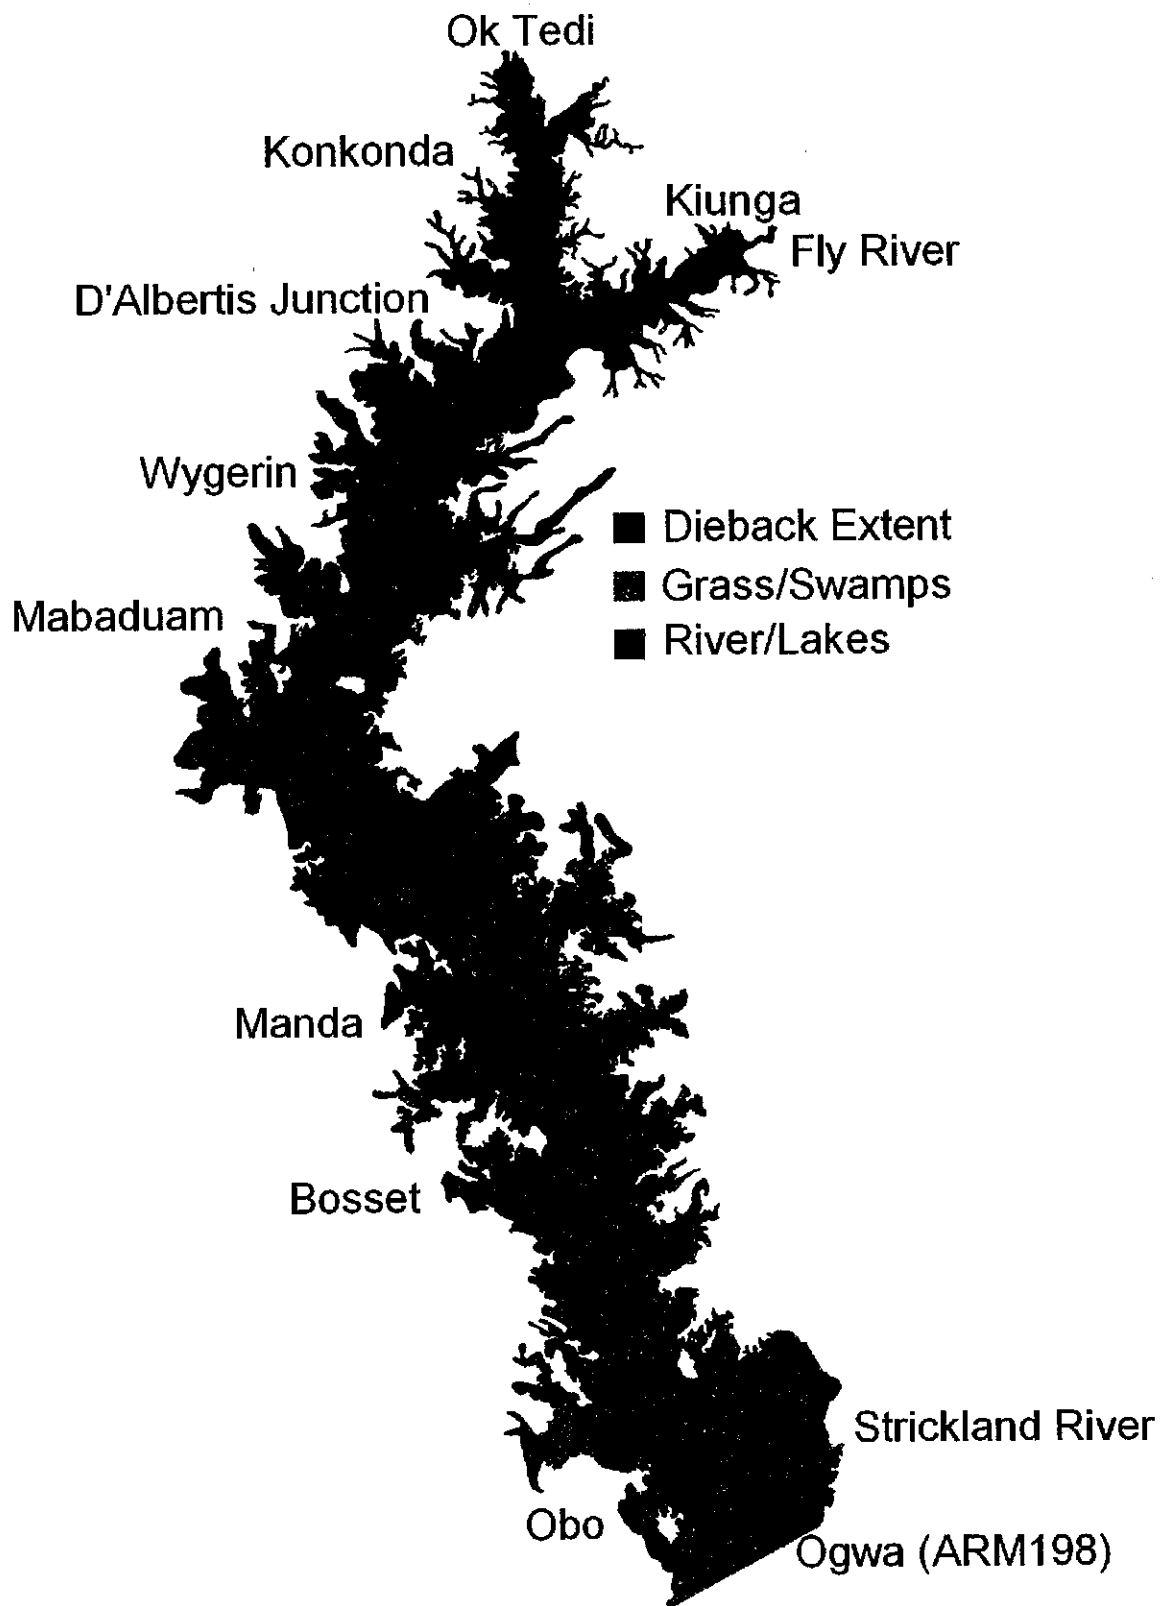 Ok Tedi
Konkonda
Kiunga
Fly River
D'Albertis Junction
Wygerin
Dieback Extent
Grass/Swamps
River/Lakes
Mabaduam
Manda
Bosset
Strickland River
Obo
Ogwa (ARM198)